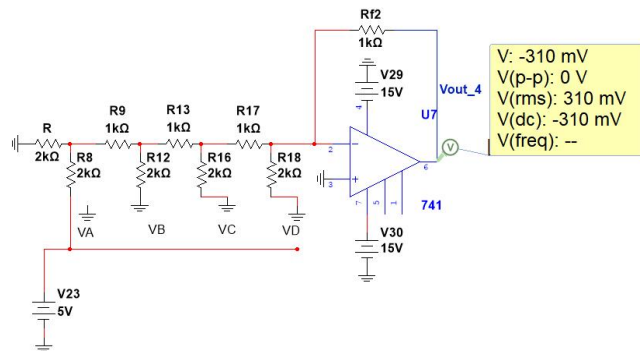 Rf2
1kΩ
V29
15V
Vout_4
U7
4
R
2kΩ
R9
1kΩ
R13
1kΩ
R17
1kΩ
R8
2kΩ
R12
2kΩ
R16
2kΩ
R18
2kΩ
2
3
6
7
5
1
741
VA
VB
VC
VD
V30
15V
V23
5V
V: -310 mV
V(p-p): 0 V
V(rms): 310 mV
V(dc): -310 mV
V(freq): --
V